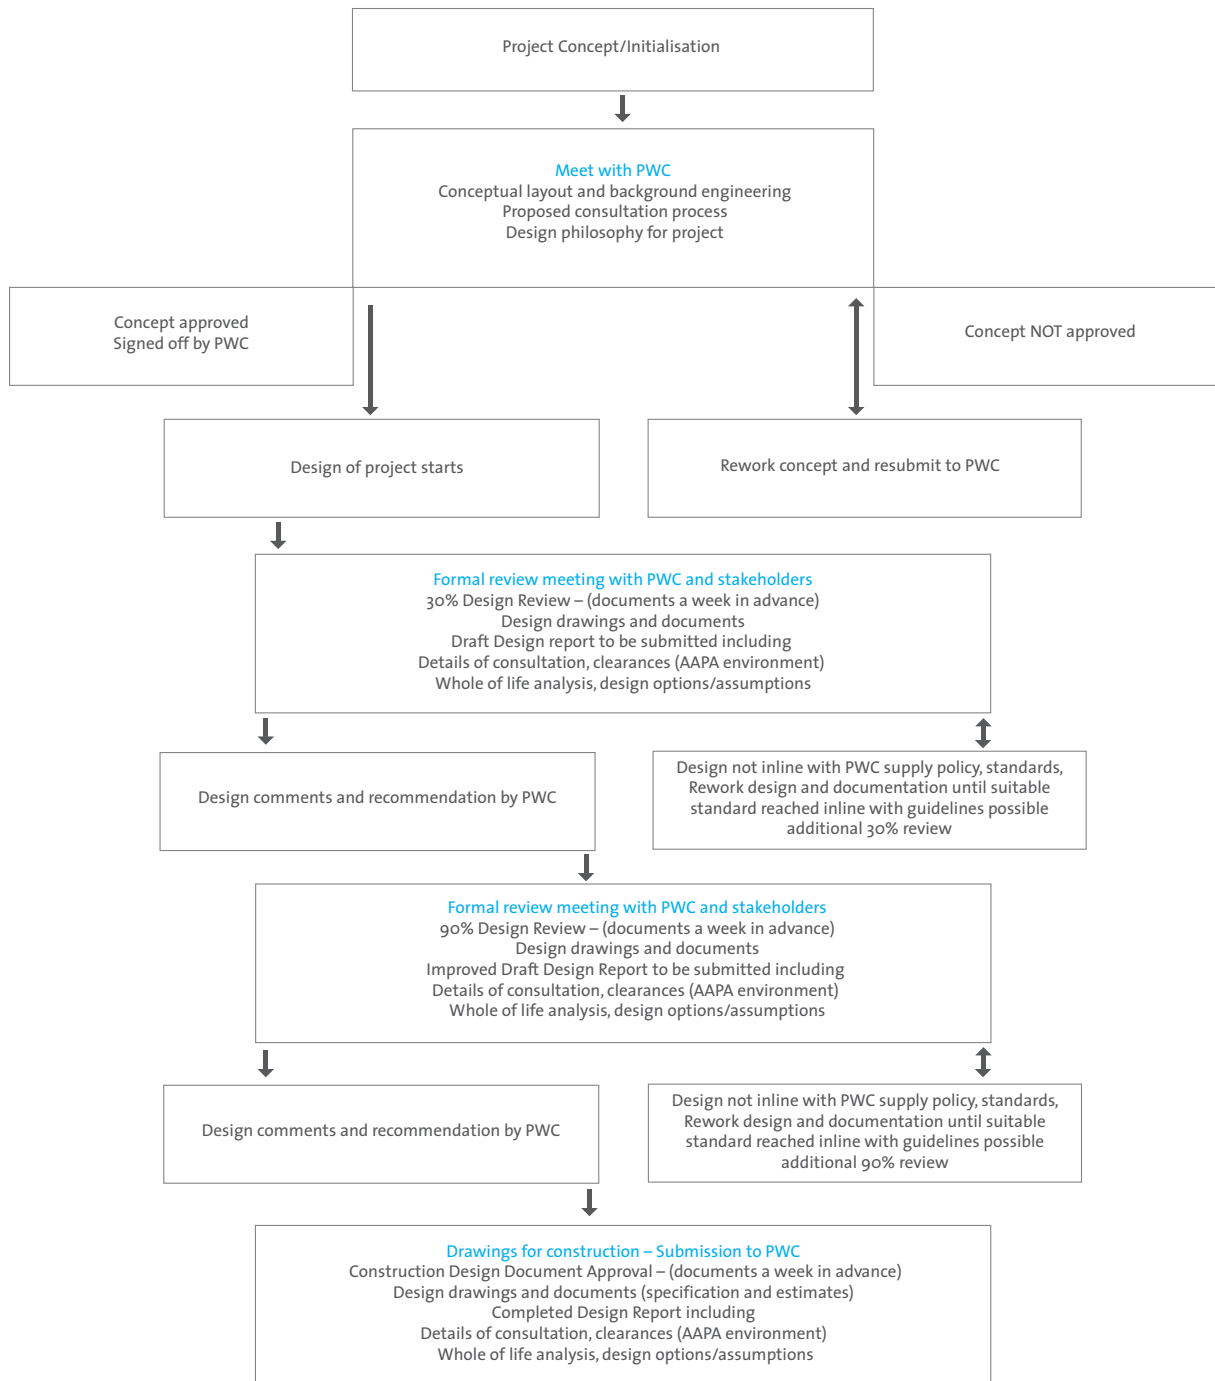 Project Concept/Initialisation
Meet with PWC
Conceptual layout and background engineering
Proposed consultation process
Design philosophy for project
Concept approved
Signed off by PWC
Concept NOT approved
Design of project starts
Rework concept and resubmit to PWC
Formal review meeting with PWC and stakeholders
30% Design Review – (documents a week in advance)
Design drawings and documents
Draft Design report to be submitted including
Details of consultation, clearances (AAPA environment)
Whole of life analysis, design options/assumptions
Design comments and recommendation by PWC
Design not inline with PWC supply policy, standards,
Rework design and documentation until suitable
standard reached inline with guidelines possible
additional 30% review
Formal review meeting with PWC and stakeholders
90% Design Review – (documents a week in advance)
Design drawings and documents
Improved Draft Design Report to be submitted including
Details of consultation, clearances (AAPA environment)
Whole of life analysis, design options/assumptions
Design comments and recommendation by PWC
Design not inline with PWC supply policy, standards,
Rework design and documentation until suitable
standard reached inline with guidelines possible
additional 90% review
Drawings for construction – Submission to PWC
Construction Design Document Approval – (documents a week in advance)
Design drawings and documents (specification and estimates)
Completed Design Report including
Details of consultation, clearances (AAPA environment)
Whole of life analysis, design options/assumptions